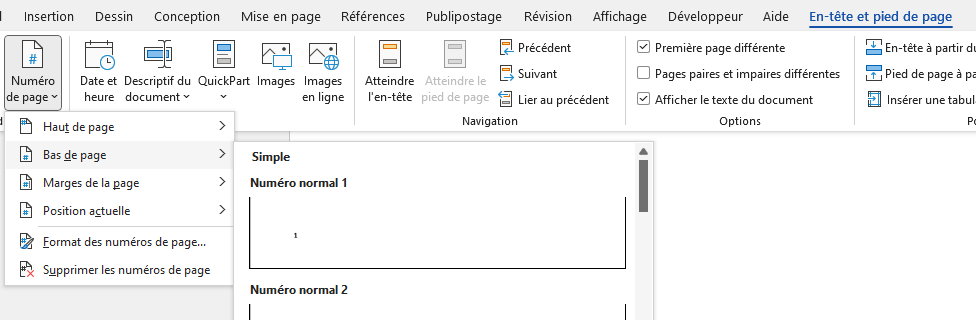 Insertion Dessin Conception Mise en page Références Publipostage Révision Affichage Développeur Aide En-tête et pied de page
Numéro de page
Date et heure
Descriptif du document
QuickPart
Images
Images en ligne
Atteindre l'en-tête
Atteindre le pied de page
Précédent
Suivant
Lier au précédent
Navigation
Première page différente
Pages paires et impaires différentes
Afficher le texte du document
Options
En-tête à partir du
Pied de page à pa
Insérer une tabul
Po
Haut de page
Bas de page
Marges de la page
Position actuelle
Format des numéros de page...
Supprimer les numéros de page
Simple
Numéro normal 1
1
Numéro normal 2